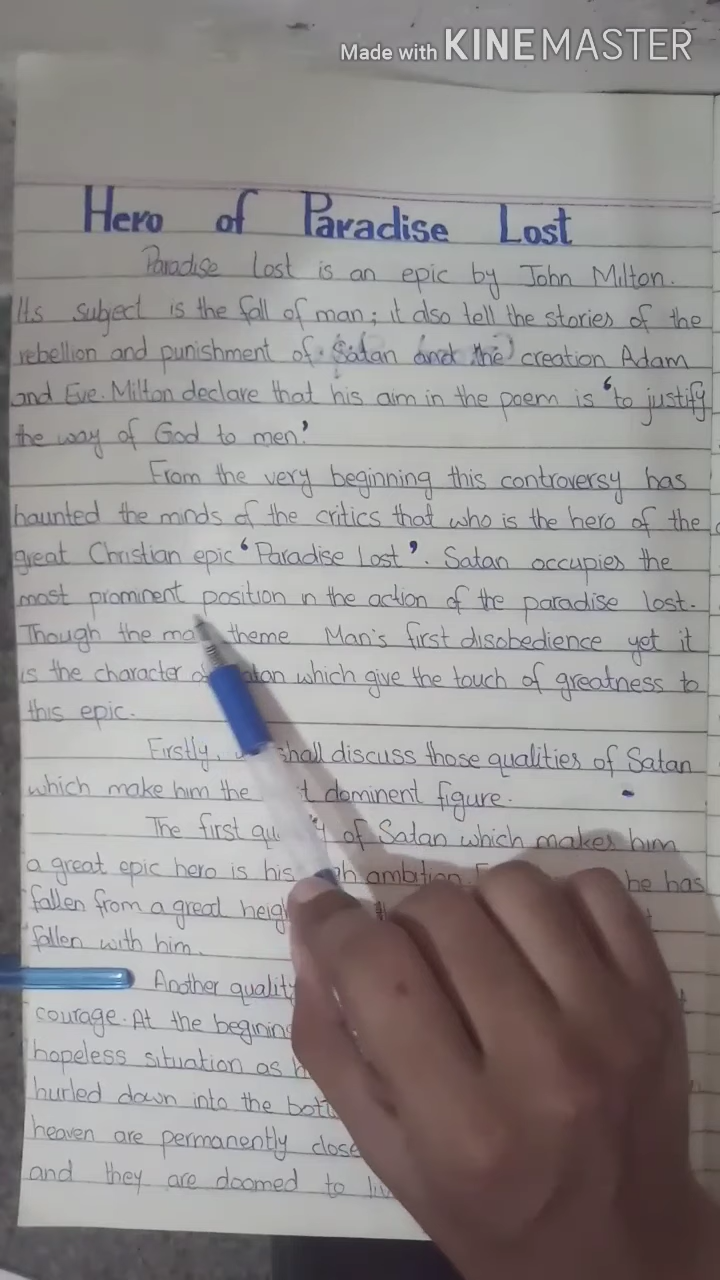 Made with KINEMASTER
Hero of Paradise Lost
Paradise Lost is an epic by John Milton.
Its subject is the fall of man; it also tell the stories of the
rebellion and punishment of Satan and the creation Adam
and Eve. Milton declare that his aim in the poem is 'to justify
the way of God to men.'
From the very beginning this controversy has
haunted the minds of the critics that who is the hero of the
great Christian epic 'Paradise Lost'. Satan occupies the
most prominent position in the action of the paradise lost.
Though the theme Man's first disobedience yet it
is the character which give the touch of greatness to
this epic.
Firstly, shall discuss those qualities of Satan
which make him the dominent figure.
The first of Satan which makes him
a great epic hero is his ambition. he has
fallen from a great
fallen with him.
Another quality
courage. At the begining
hopeless situation as
hurled down into the
heaven are permanently
and they are doomed to